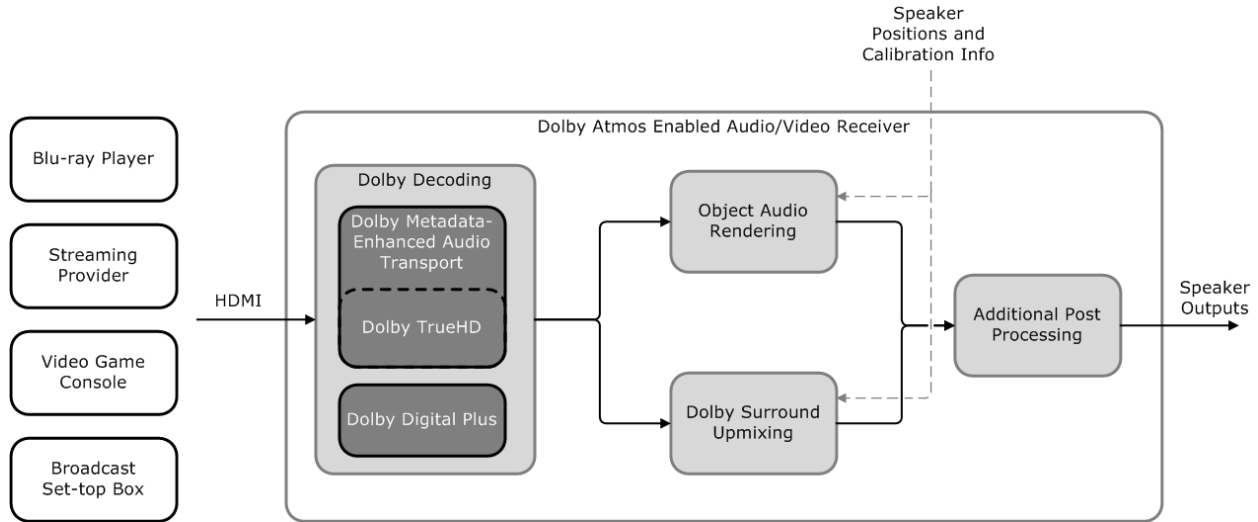 Speaker
Positions and
Calibration Info
Dolby Atmos Enabled Audio/Video Receiver
Blu-ray Player
Streaming
Provider
Video Game
Console
Broadcast
Set-top Box
HDMI
Dolby Decoding
Dolby Metadata-
Enhanced Audio
Transport
Dolby TrueHD
Dolby Digital Plus
Object Audio
Rendering
Dolby Surround
Upmixing
Additional Post
Processing
Speaker
Outputs